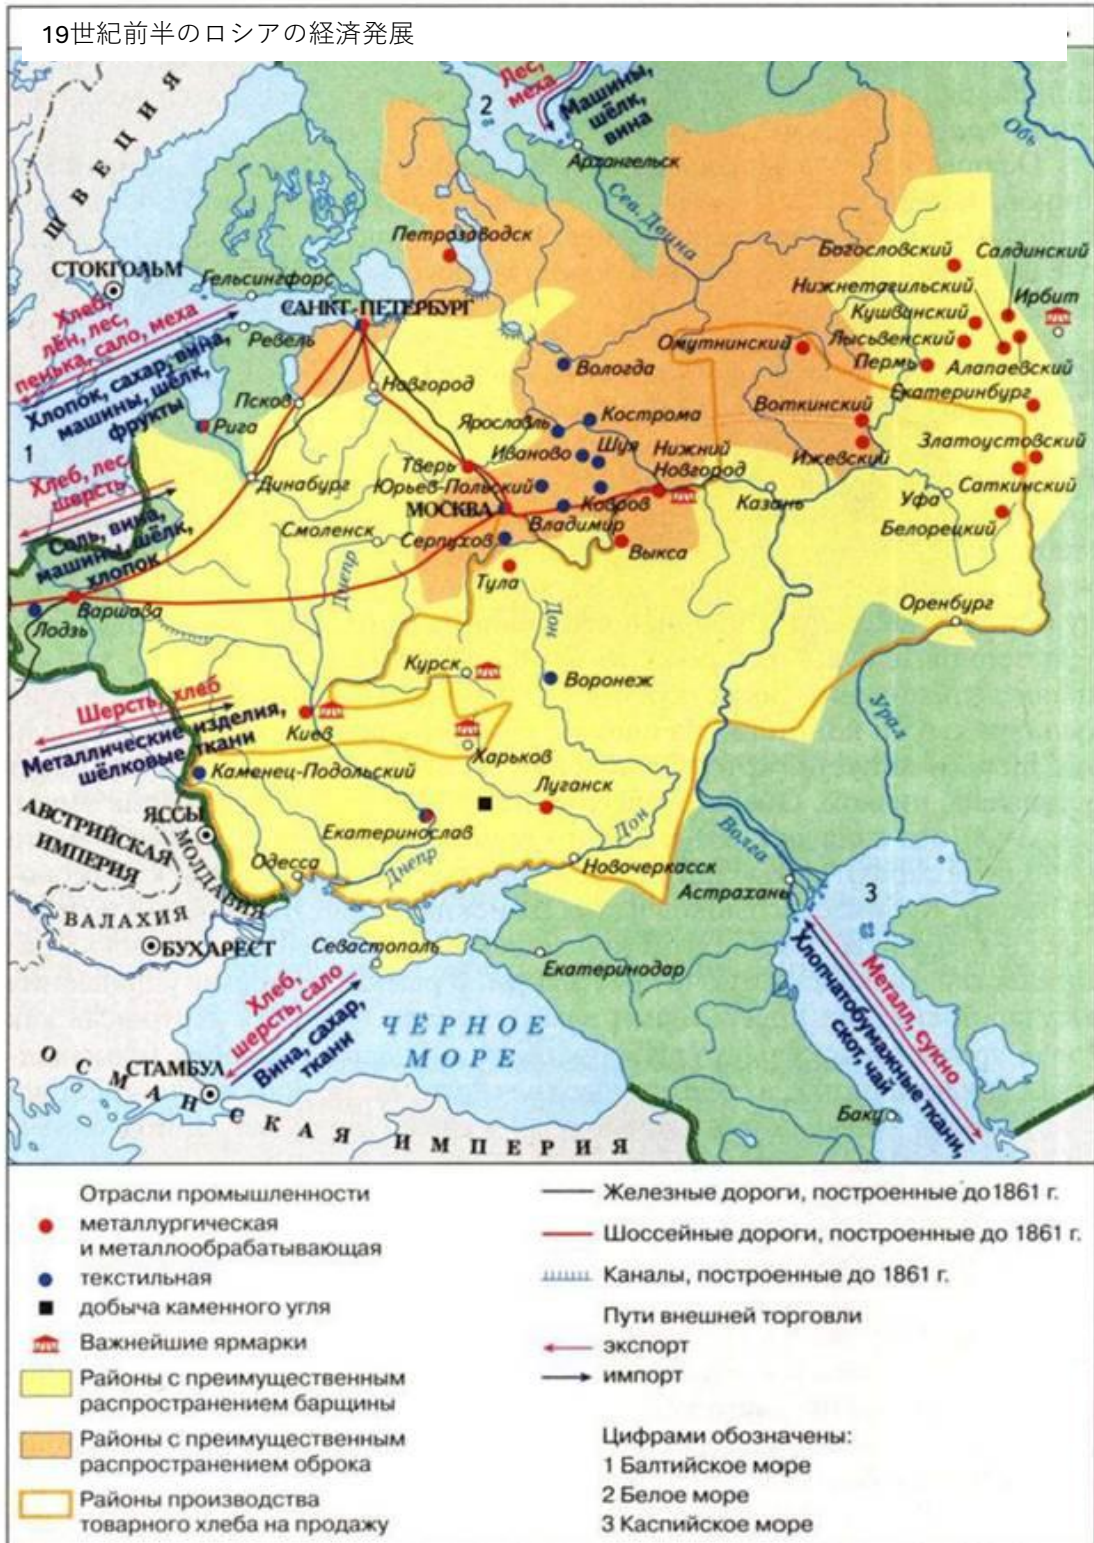 19世紀前半のロシアの経済発展
Лес,
меха
Машины,
шёлк,
вина
2
Архангельск
Обь
ШВЕЦИЯ
Сев. Двина
Петрозаводск
Богословский
Салдинский
СТОКГОЛЬМ
Гельсингфорс
Нижнетагильский
Ирбит
САНКТ-ПЕТЕРБУРГ
Кушвинский
Хлеб,
лён, лес,
пенька, сало, меха
Ревель
Омутнинский
Лысьвенский
Хлопок, сахар, вина,
машины, шёлк,
фрукты
Вологда
Пермь
Алапаевский
Новгород
Екатеринбург
Псков
Кострома
Воткинский
Рига
Ярославль
Шуя
Нижний
Новгород
Златоустовский
1
Иваново
Тверь
Ижевский
Хлеб, лес,
шерсть
Динабург
Юрьев-Польский
Ковров
Казань
Уфа
Саткинский
МОСКВА
Владимир
Соль, вина,
машины, шёлк,
хлопок
Смоленск
Серпухов
Выкса
Белорецкий
Днепр
Тула
Варшава
Дон
Оренбург
Лодзь
Курск
Воронеж
Шерсть, хлеб
Урал
Металлические изделия,
шёлковые ткани
Киев
Харьков
Каменец-Подольский
Луганск
АВСТРИЙСКАЯ
ИМПЕРИЯ
ЯССЫ
Екатеринослав
Дон
Волга
МОЛДАВИЯ
Одесса
Днепр
Новочеркасск
Астрахань
3
ВАЛАХИЯ
БУХАРЕСТ
Севастополь
Екатеринодар
Хлеб,
шерсть, сало
Вина, сахар,
ткани
Металл, сукно
Хлопчатобумажные ткани,
скот, чай
ЧЁРНОЕ
МОРЕ
СТАМБУЛ
ОСМАНСКАЯ ИМПЕРИЯ
Баку
Отрасли промышленности
металлургическая
и металлообрабатывающая
текстильная
добыча каменного угля
Важнейшие ярмарки
Районы с преимущественным
распространением барщины
Районы с преимущественным
распространением оброка
Районы производства
товарного хлеба на продажу
Железные дороги, построенные до 1861 г.
Шоссейные дороги, построенные до 1861 г.
Каналы, построенные до 1861 г.
Пути внешней торговли
экспорт
импорт
Цифрами обозначены:
1 Балтийское море
2 Белое море
3 Каспийское море